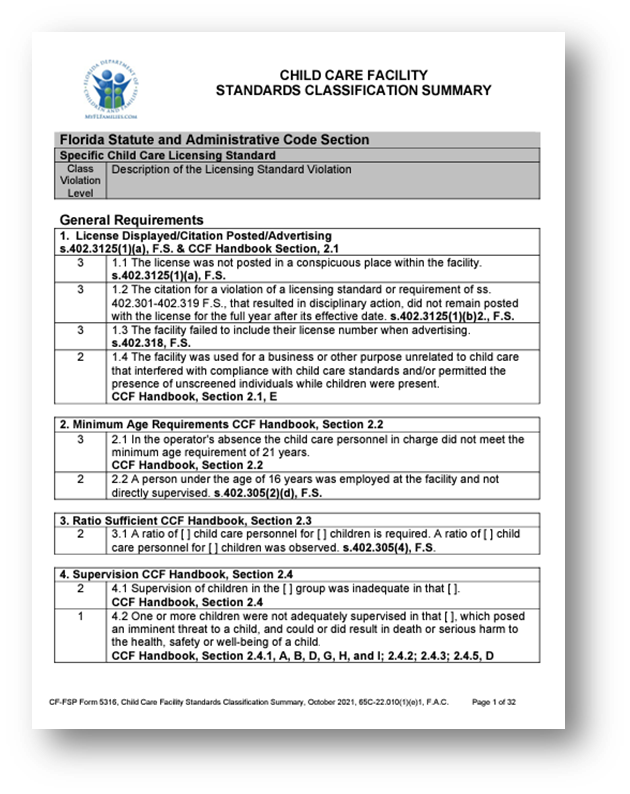 CHILD CARE FACILITY
STANDARDS CLASSIFICATION SUMMARY
FLORIDA DEPARTMENT OF CHILDREN AND FAMILIES
MYFLFAMILIES.COM
Florida Statute and Administrative Code Section
Specific Child Care Licensing Standard
Class Description of the Licensing Standard Violation
Violation
Level
General Requirements
1. License Displayed/Citation Posted/Advertising
s.402.3125(1)(a), F.S. & CCF Handbook Section, 2.1
3 1.1 The license was not posted in a conspicuous place within the facility.
s.402.3125(1)(a), F.S.
3 1.2 The citation for a violation of a licensing standard or requirement of ss.
402.301-402.319 F.S., that resulted in disciplinary action, did not remain posted
with the license for the full year after its effective date. s.402.3125(1)(b)2., F.S.
3 1.3 The facility failed to include their license number when advertising.
s.402.318, F.S.
2 1.4 The facility was used for a business or other purpose unrelated to child care
that interfered with compliance with child care standards and/or permitted the
presence of unscreened individuals while children were present.
CCF Handbook, Section 2.1, E
2. Minimum Age Requirements CCF Handbook, Section 2.2
3 2.1 In the operator's absence the child care personnel in charge did not meet the
minimum age requirement of 21 years.
CCF Handbook, Section 2.2
2 2.2 A person under the age of 16 years was employed at the facility and not
directly supervised. s.402.305(2)(d), F.S.
3. Ratio Sufficient CCF Handbook, Section 2.3
2 3.1 A ratio of [ ] child care personnel for [ ] children is required. A ratio of [ ] child
care personnel for [ ] children was observed. s.402.305(4), F.S.
4. Supervision CCF Handbook, Section 2.4
2 4.1 Supervision of children in the [ ] group was inadequate in that [ ].
CCF Handbook, Section 2.4
1 4.2 One or more children were not adequately supervised in that [ ], which posed
an imminent threat to a child, and could or did result in death or serious harm to
the health, safety or well-being of a child.
CCF Handbook, Section 2.4.1, A, B, D, G, H, and I; 2.4.2; 2.4.3; 2.4.5, D
CF-FSP Form 5316, Child Care Facility Standards Classification Summary, October 2021, 65C-22.010(1)(e)1, F.A.C. Page 1 of 32